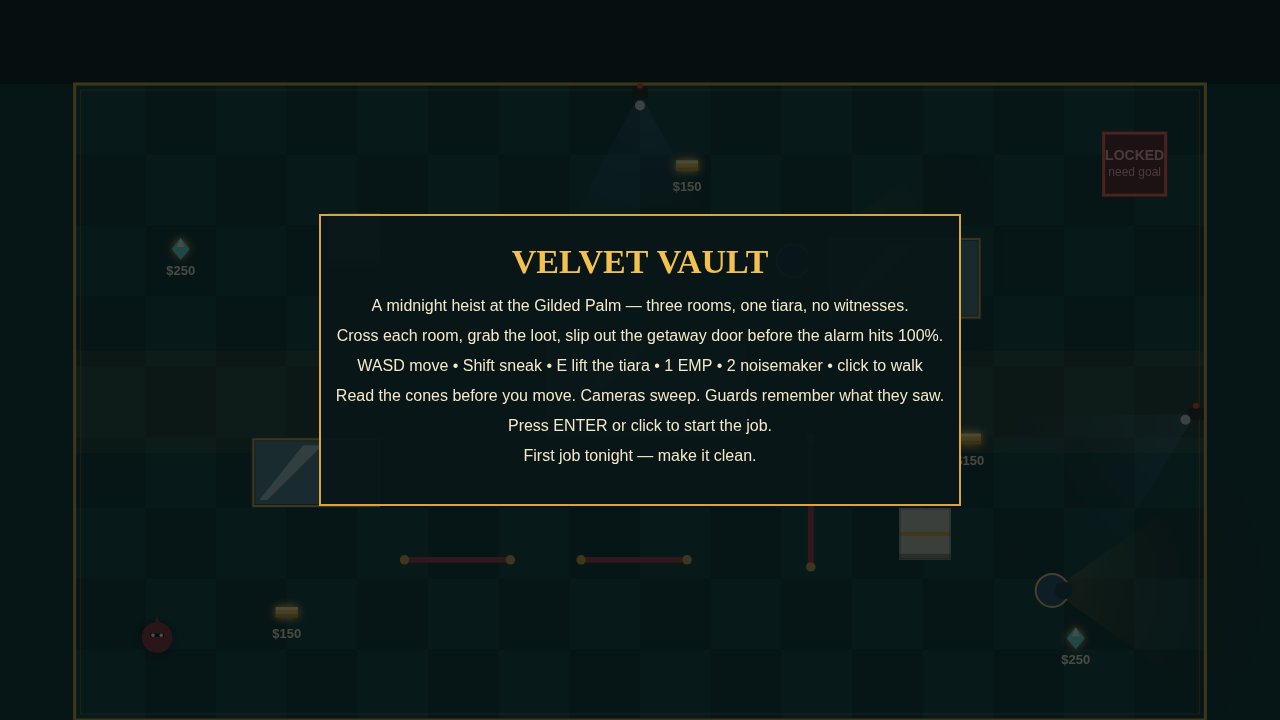 $150
LOCKED
need goal
$250
VELVET VAULT
A midnight heist at the Gilded Palm — three rooms, one tiara, no witnesses.
Cross each room, grab the loot, slip out the getaway door before the alarm hits 100%.
WASD move • Shift sneak • E lift the tiara • 1 EMP • 2 noisemaker • click to walk
Read the cones before you move. Cameras sweep. Guards remember what they saw.
Press ENTER or click to start the job.
First job tonight — make it clean.
$150
$150
$250